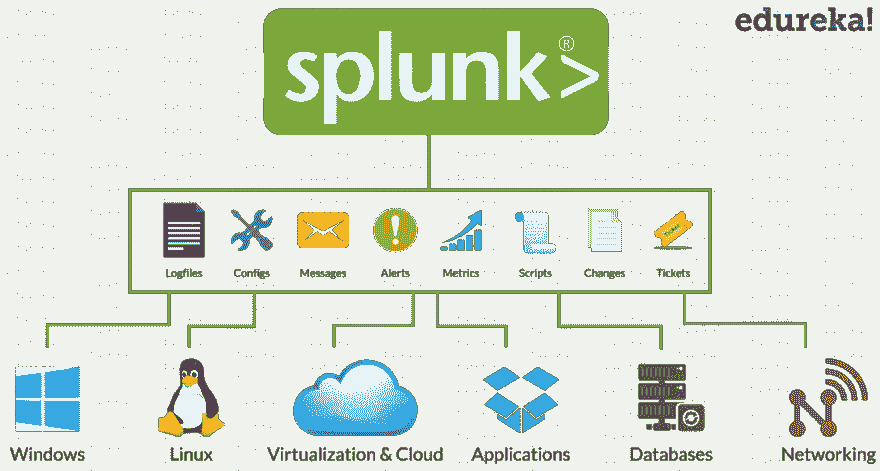 edureka!
splunk>®
Logfiles Configs Messages Alerts Metrics Scripts Changes Tickets
Windows Linux Virtualization & Cloud Applications Databases Networking